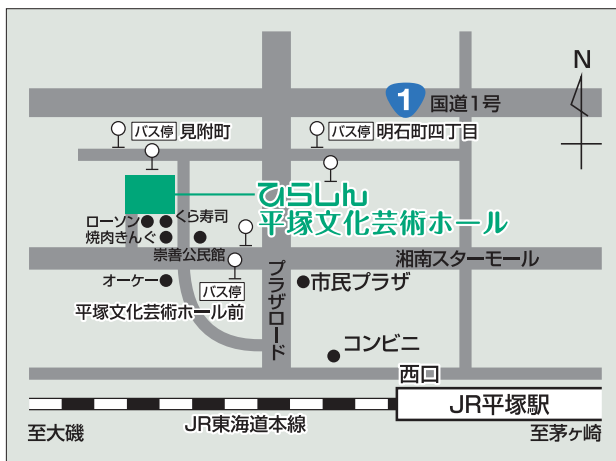 N
1
国道1号
バス停 見附町
バス停 明石町四丁目
ひらしん
平塚文化芸術ホール
ローソン
くら寿司
焼肉きんぐ
崇善公民館
湘南スターモール
オーケー
バス停
平塚文化芸術ホール前
プラザロード
市民プラザ
コンビニ
西口
JR平塚駅
JR東海道本線
至大磯
至茅ヶ崎